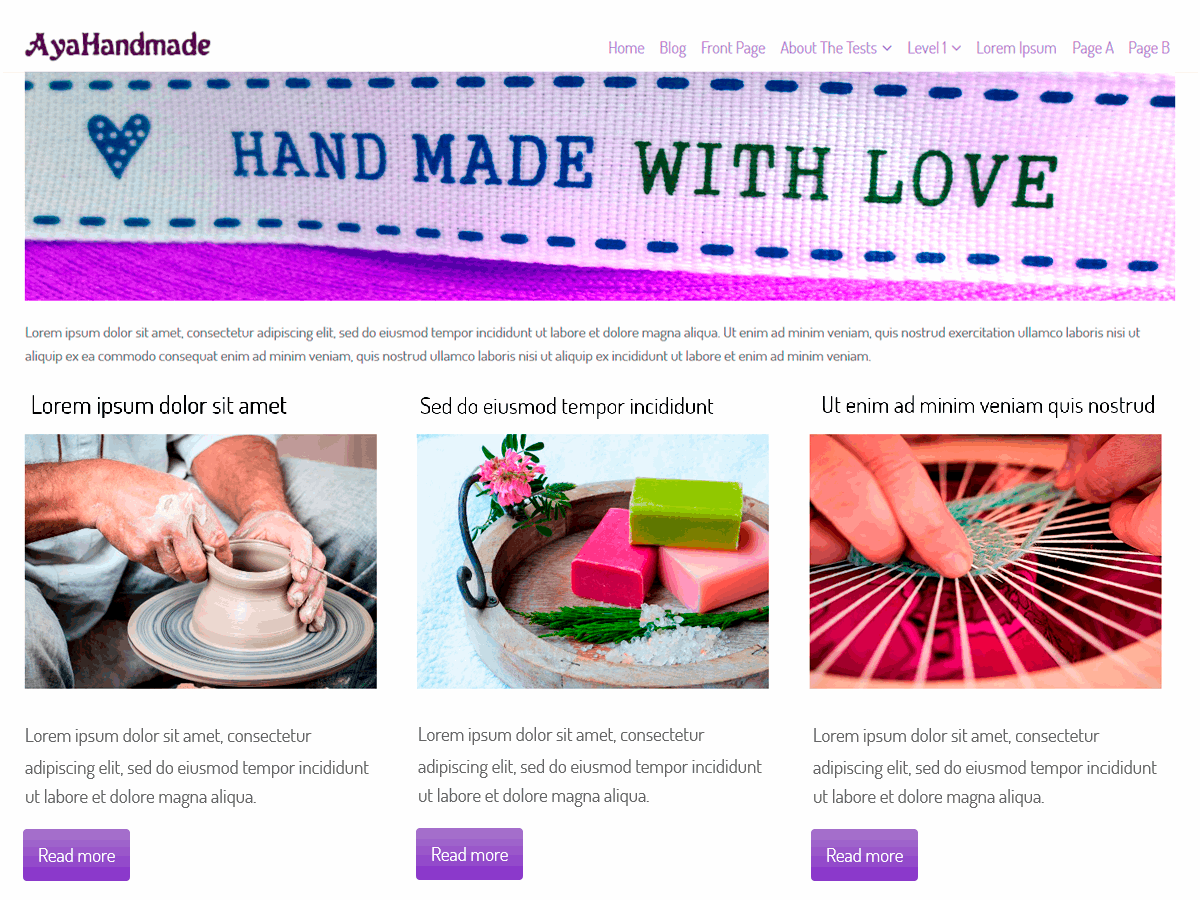 AyaHandmade
Home Blog Front Page About The Tests Level 1 Lorem Ipsum Page A Page B
HAND MADE WITH LOVE
Lorem ipsum dolor sit amet, consectetur adipiscing elit, sed do eiusmod tempor incididunt ut labore et dolore magna aliqua. Ut enim ad minim veniam, quis nostrud exercitation ullamco laboris nisi ut
aliquip ex ea commodo consequat enim ad minim veniam, quis nostrud ullamco laboris nisi ut aliquip ex incididunt ut labore et enim ad minim veniam.
Lorem ipsum dolor sit amet
Sed do eiusmod tempor incididunt
Ut enim ad minim veniam quis nostrud
Lorem ipsum dolor sit amet, consectetur
adipiscing elit, sed do eiusmod tempor incididunt
ut labore et dolore magna aliqua.
Read more
Lorem ipsum dolor sit amet, consectetur
adipiscing elit, sed do eiusmod tempor incididunt
ut labore et dolore magna aliqua.
Read more
Lorem ipsum dolor sit amet, consectetur
adipiscing elit, sed do eiusmod tempor incididunt
ut labore et dolore magna aliqua.
Read more